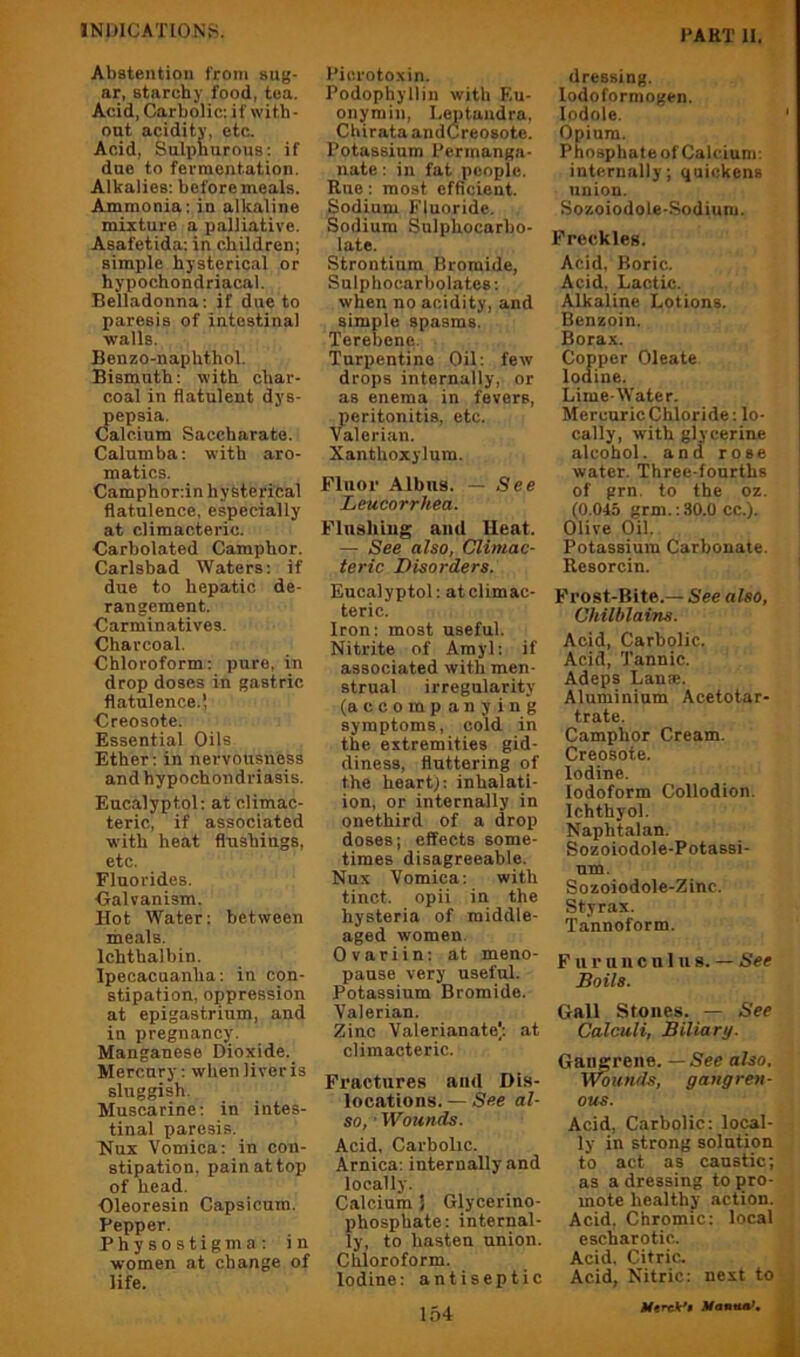 INDICATIONS.
PART II.
Abstention from sug-
ar, starchy food, tea.
Acid, Carbolic: if with-
out acidity, etc.
Acid, Sulphurous: if
due to fermentation.
Alkalies: before meals.
Ammonia: in alkaline
mixture a palliative.
Asafetida: in children;
simple hysterical or
hypochondriacal.
Belladonna: if due to
paresis of intestinal
walls.
Benzo-naphthol.
Bismuth: with char-
coal in flatulent dys-
pepsia.
Calcium Saccharate.
Calumba: with aro-
matics.
Camphor:in hysterical
flatulence, especially
at climacteric.
Carbolated Camphor.
Carlsbad Waters: if
due to hepatic de-
rangement.
Carminatives.
Charcoal.
Chloroform: pure, in
drop doses in gastric
flatulence.
Creosote.
Essential Oils
Ether: in nervousness
and hypochondriasis.
Eucalyptol: at climac-
teric, if associated
with heat flushings,
etc.
Fluorides.
Galvanism.
Hot Water: between
meals.
Ichthalbin.
Ipecacuanha: in con-
stipation, oppression
at epigastrium, and
in pregnancy.
Manganese Dioxide.
Mercury: when liver is
sluggish.
Muscarine: in intes-
tinal paresis.
Nux Vomica: in con-
stipation, pain at top
of head.
Oleoresin Capsicum.
Pepper.
Physostigma: in
women at change of
life.
Picrotoxin.
Podophyllin with Eu-
onymin, Leptandra,
Chirata and Creosote.
Potassium Permanga-
nate: in fat people.
Rue: most efficient.
Sodium Fluoride.
Sodium Sulphocarbo-
late.
Strontium Bromide,
Sulphocarbolates:
when no acidity, and
simple spasms.
Terebene.
Turpentine Oil: few
drops internally, or
as enema in fevers,
peritonitis, etc.
Valerian.
Xanthoxylum.
Fluor Albus. — See
Leucorrhea.
Flushing and Heat.
— See also, Climac-
teric Disorders.
Eucalyptol: at climac-
teric.
Iron: most useful.
Nitrite of Amyl: if
associated with men-
strual irregularity
(accompanying
symptoms, cold in
the extremities gid-
diness, fluttering of
the heart): inhalati-
ion, or internally in
onethird of a drop
doses; effects some-
times disagreeable.
Nux Vomica: with
tinct. opii in the
hysteria of middle-
aged women.
Ovariin: at meno-
pause very useful.
Potassium Bromide.
Valerian.
Zinc Valerianate: at
climacteric.
Fractures and Dis-
locations. — See al-
so, Wounds.
Acid, Carbolic.
Arnica: internally and
locally.
Calcium Glycerino-
phosphate: internal-
ly, to hasten union.
Chloroform.
Iodine: antiseptic
dressing.
Iodoformogen.
Iodole.
Opium.
Phosphate of Calcium:
internally; quickens
union.
Sozoiodole-Sodium.
Freckles.
Acid, Boric.
Acid, Lactic.
Alkaline Lotions.
Benzoin.
Borax.
Copper Oleate
Iodine.
Lime-Water.
Mercuric Chloride: lo-
cally, with glycerine
alcohol. and rose
water. Three-fourths
of grn. to the oz.
(0.045 grm.:30.0 cc.).
Olive Oil.
Potassium Carbonate.
Resorcin.
Frost-Bite.— See also,
Chilblains.
Acid, Carbolic.
Acid, Tannic.
Adeps Lanæ.
Aluminium Acetotar-
trate.
Camphor Cream.
Creosote.
Iodine.
Iodoform Collodion.
Ichthyol.
Naphtalan.
Sozoiodole-Potassi-
um.
Sozoiodole-Zinc.
Styrax.
Tannoform.
Furunculus. — See
Boils.
Gall Stones. — See
Calculi, Biliary.
Gangrene. — See also,
Wounds, gangren-
ous.
Acid, Carbolic: local-
ly in strong solution
to act as caustic;
as a dressing to pro-
mote healthy action.
Acid, Chromic: local
escharotic.
Acid, Citric.
Acid, Nitric: next to
154
Merck's Manual.